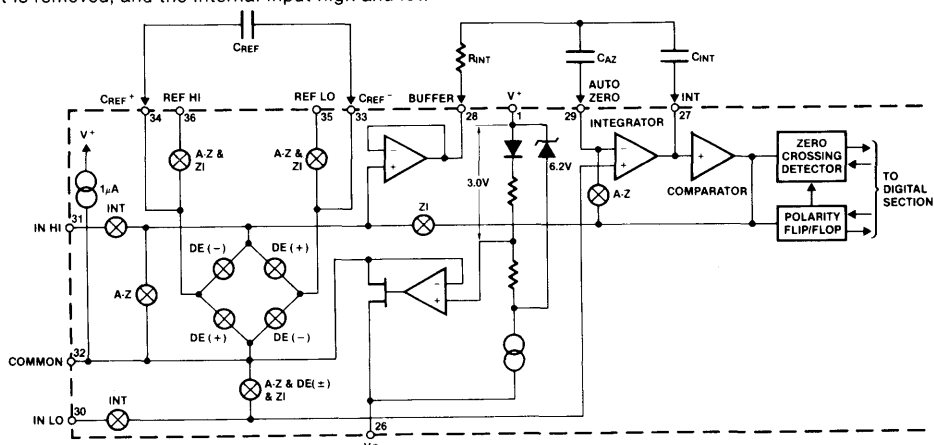 it is removed, and the internal input high and low
CREF
RINT
CAZ
CINT
CREF+
REF HI
REF LO
CREF-
BUFFER
V+
AUTO
ZERO
INT
34
36
35
33
28
1
29
INTEGRATOR
27
V+
1μA
A-Z &
ZI
A-Z &
ZI
-
+
3.0V
6.2V
-
+
A-Z
+
COMPARATOR
ZERO
CROSSING
DETECTOR
TO
DIGITAL
SECTION
POLARITY
FLIP/FLOP
31
INT
IN HI
ZI
DE(-)
DE(+)
A-Z
DE(+)
DE(-)
-
+
32
COMMON
A-Z & DE(±)
& ZI
INT
30
IN LO
26